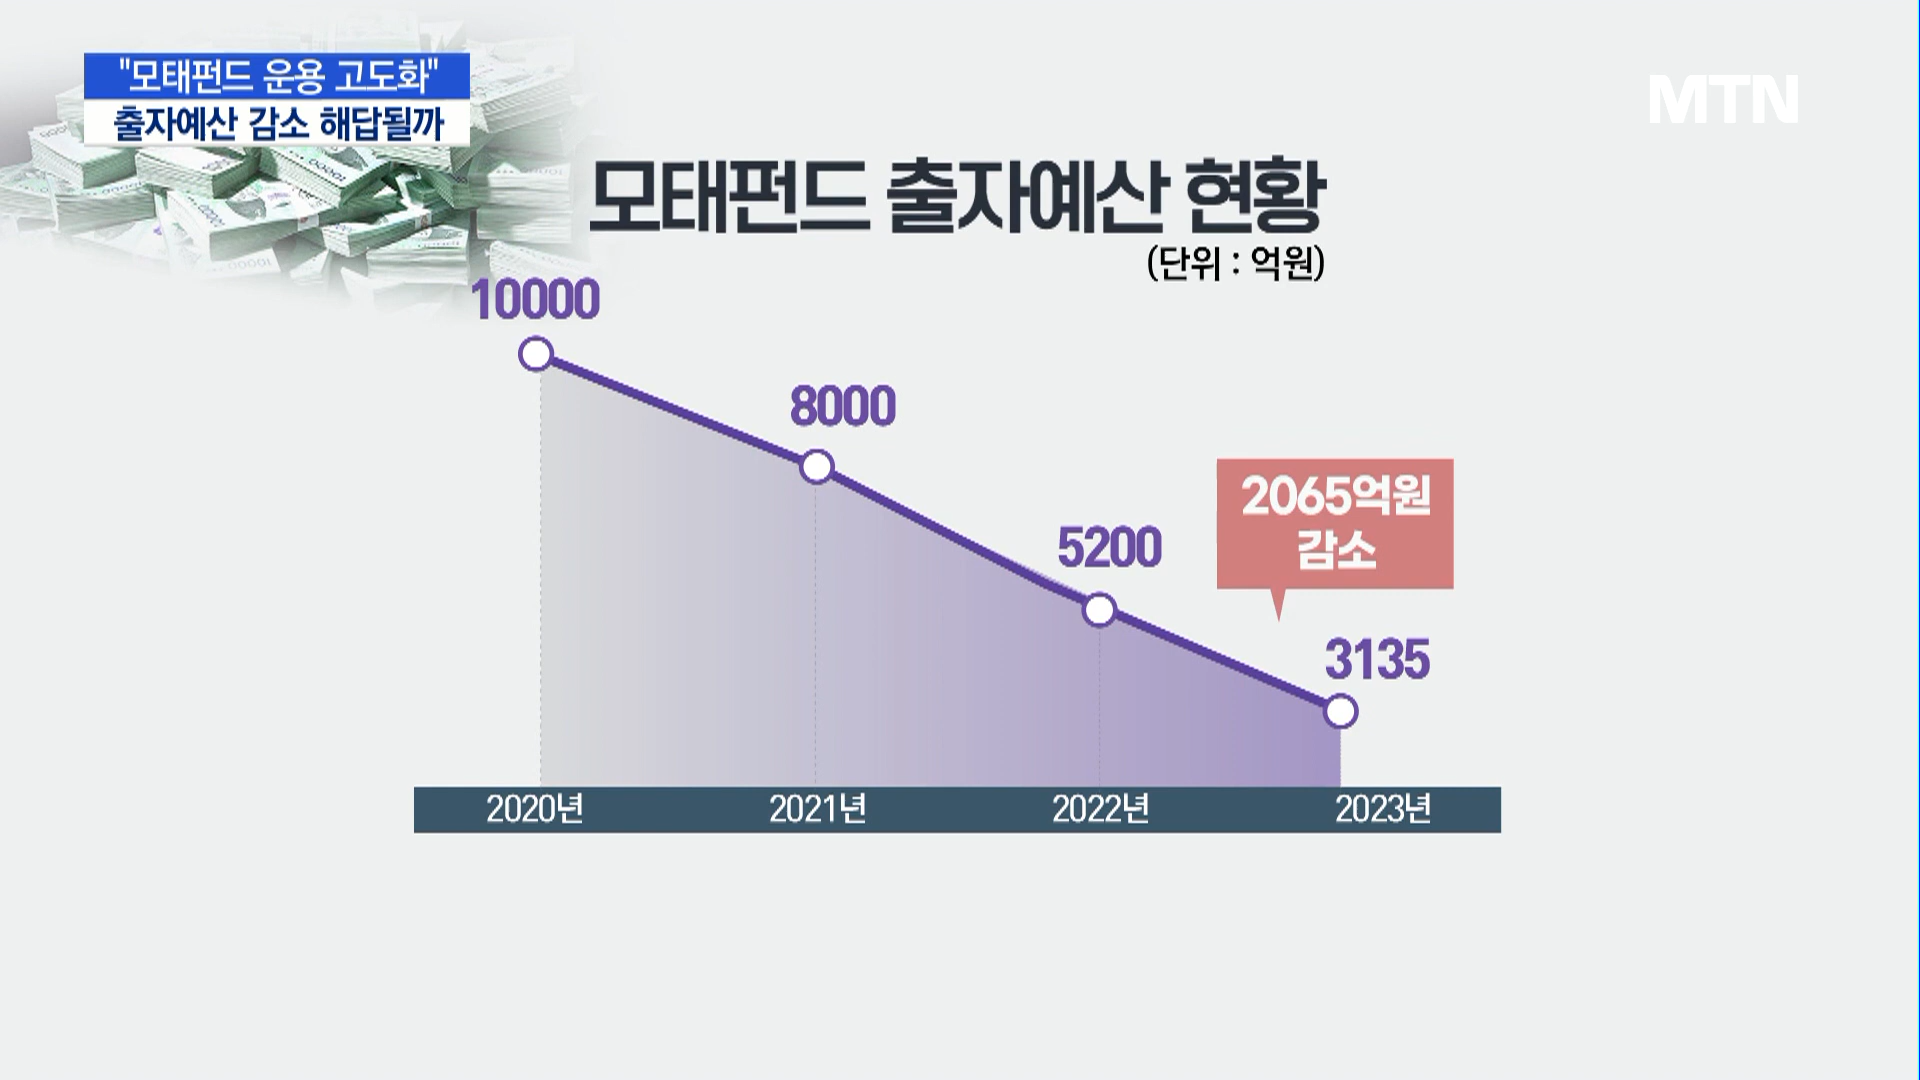 "모태펀드 운용 고도화"
출자예산 감소 해답될까
MTN
모태펀드 출자예산 현황
(단위 : 억원)
10000
8000
5200
2065억원
감소
3135
2020년 2021년 2022년 2023년